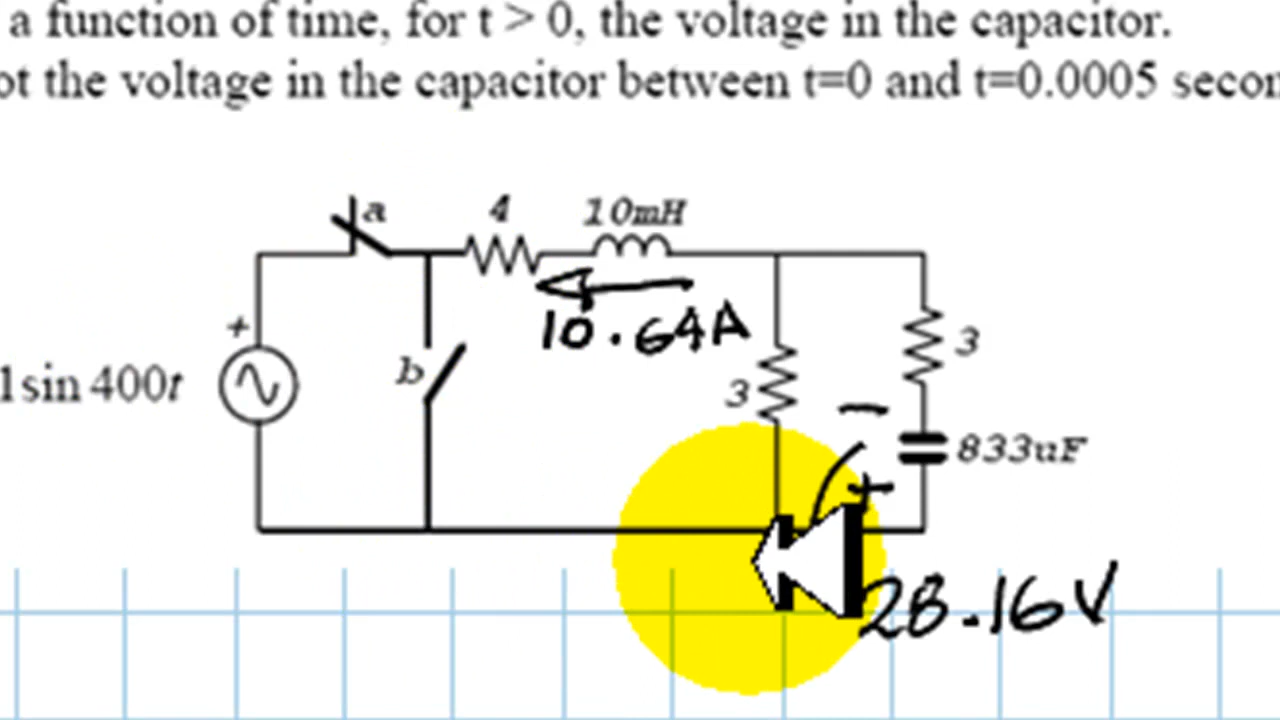 a function of time, for t > 0, the voltage in the capacitor.
ot the voltage in the capacitor between t=0 and t=0.0005 secon
a
4
10mH
10.64A
+
1sin 400t
b
3
3
−
833uF
+
28.16V